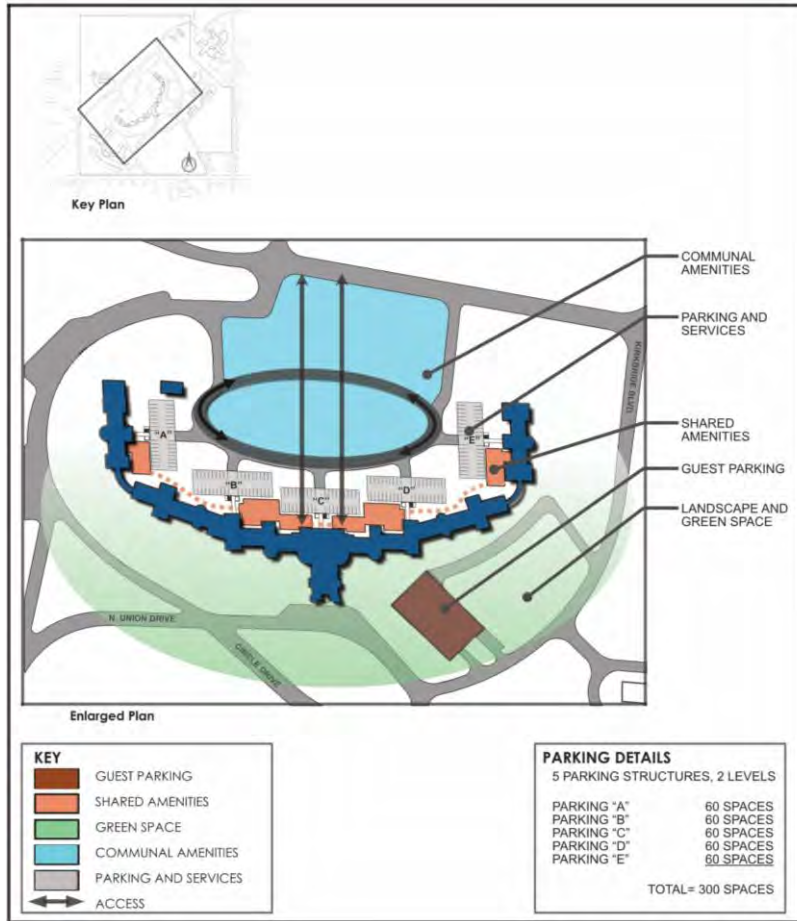 Key Plan
COMMUNAL
AMENITIES
PARKING AND
SERVICES
KIRKBRIDE BLVD.
SHARED
AMENITIES
GUEST PARKING
LANDSCAPE AND
GREEN SPACE
"A"
"B"
"C"
"D"
"E"
N. UNION DRIVE
CIRCLE DRIVE
Enlarged Plan
KEY
GUEST PARKING
SHARED AMENITIES
GREEN SPACE
COMMUNAL AMENITIES
PARKING AND SERVICES
ACCESS
PARKING DETAILS
5 PARKING STRUCTURES, 2 LEVELS
PARKING "A" 60 SPACES
PARKING "B" 60 SPACES
PARKING "C" 60 SPACES
PARKING "D" 60 SPACES
PARKING "E" 60 SPACES
TOTAL= 300 SPACES